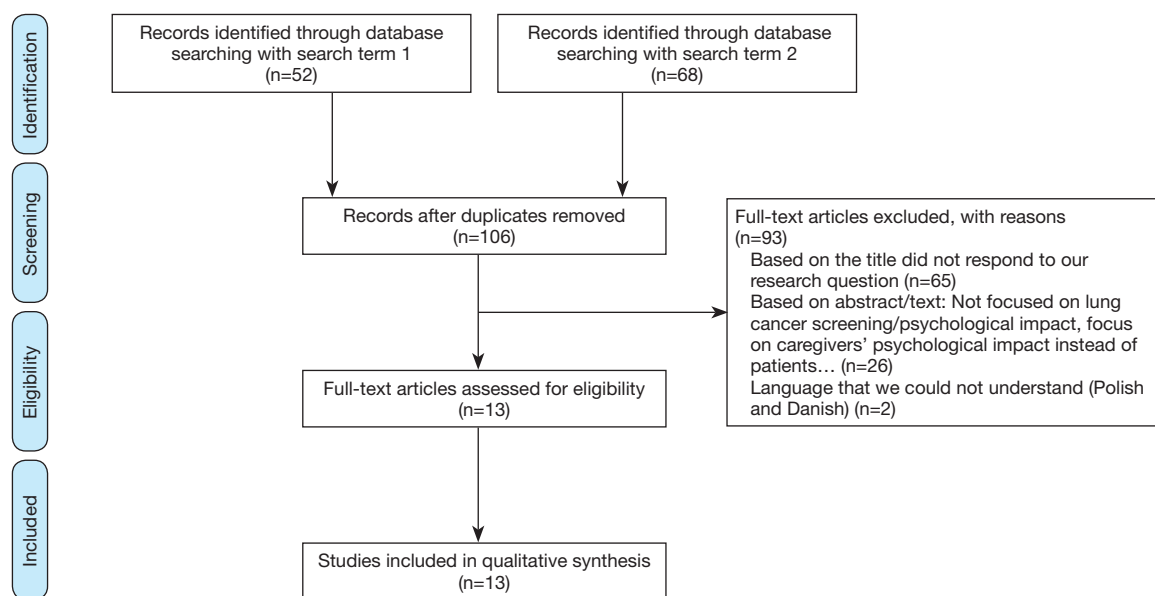 Identification
Records identified through database
searching with search term 1
(n=52)
Records identified through database
searching with search term 2
(n=68)
Screening
Records after duplicates removed
(n=106)
Full-text articles excluded, with reasons
(n=93)
Based on the title did not respond to our
research question (n=65)
Based on abstract/text: Not focused on lung
cancer screening/psychological impact, focus
on caregivers’ psychological impact instead of
patients… (n=26)
Language that we could not understand (Polish
and Danish) (n=2)
Eligibility
Full-text articles assessed for eligibility
(n=13)
Included
Studies included in qualitative synthesis
(n=13)